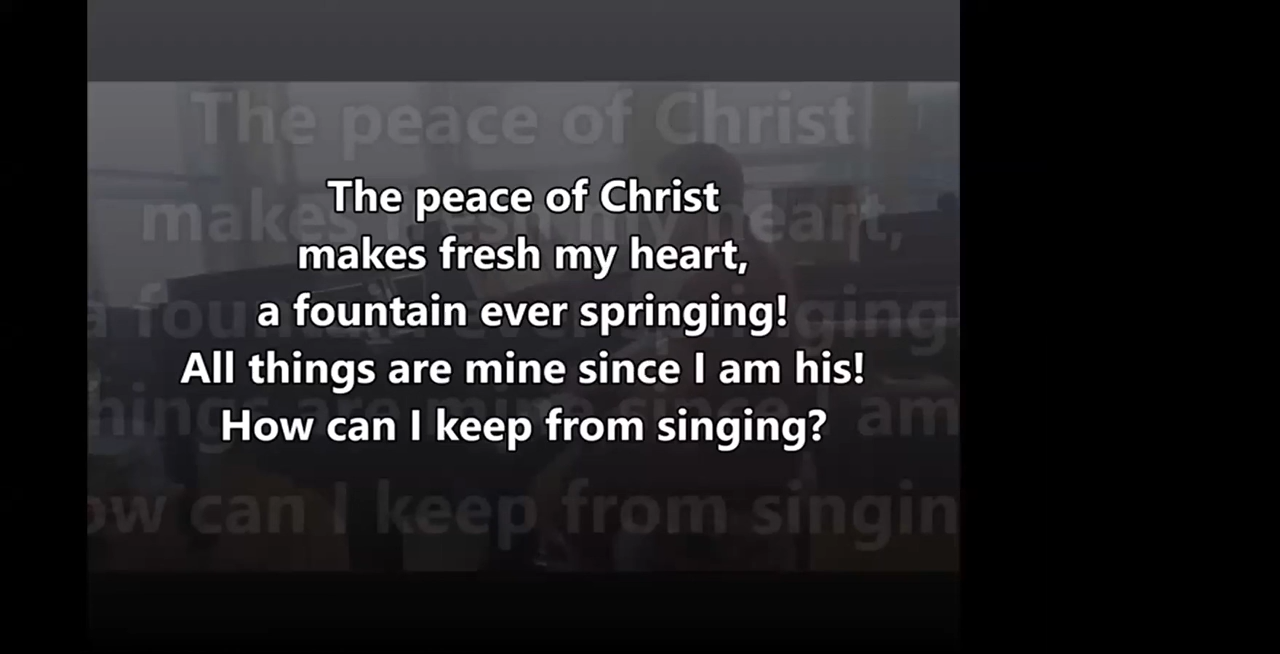 The peace of Christ
makes fresh my heart,
a fountain ever springing!
All things are mine since I am his!
How can I keep from singing?